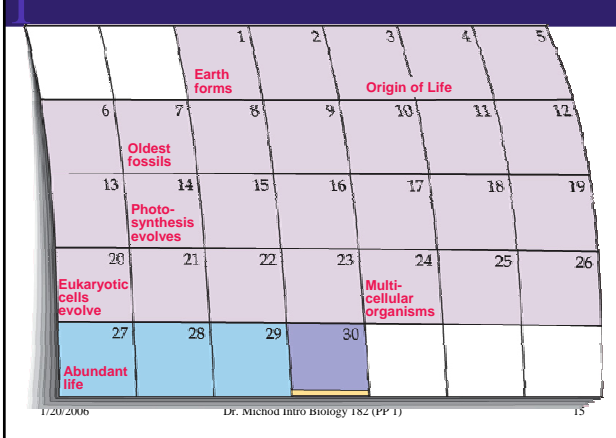 1 2 3 4 5
Earth
forms
Origin of Life
6 7 8 9 10 11 12
Oldest
fossils
13 14 15 16 17 18 19
Photo-
synthesis
evolves
20 21 22 23 24 25 26
Eukaryotic
cells
evolve
Multi-
cellular
organisms
27 28 29 30
Abundant
life
1/20/2006 Dr. Michod Intro Biology 182 (PP 1) 15